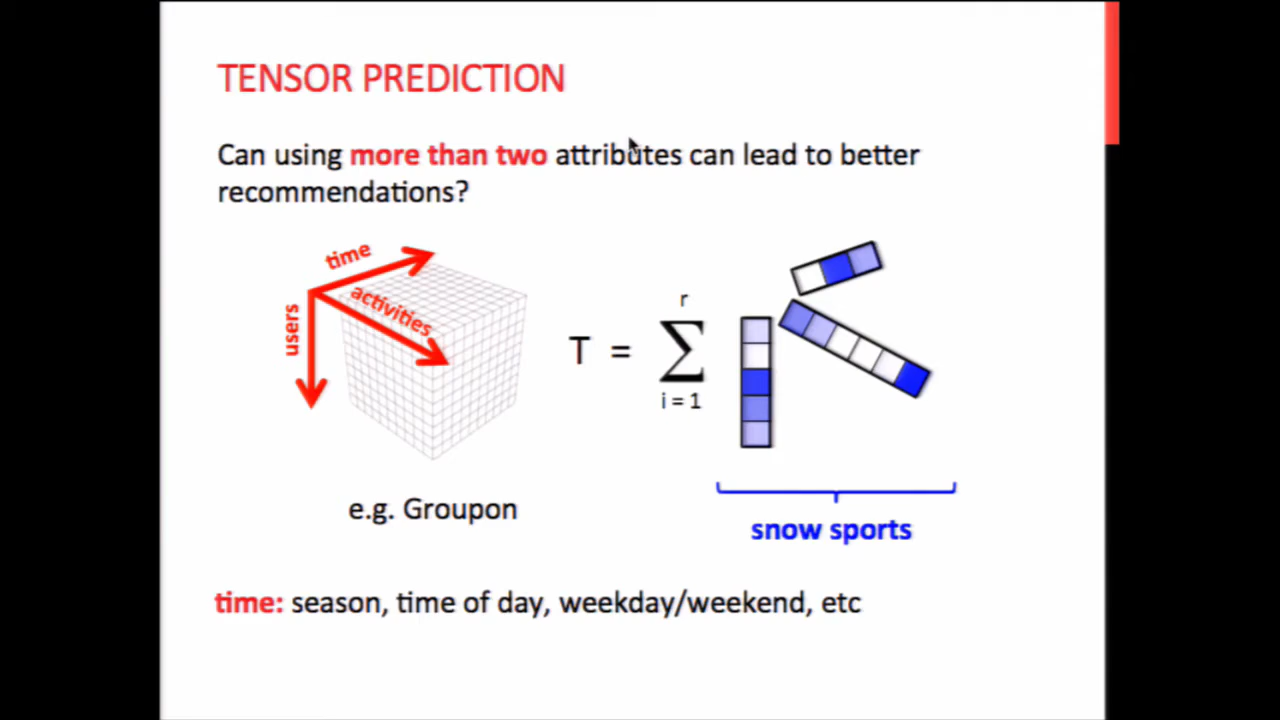 TENSOR PREDICTION
Can using more than two attributes can lead to better
recommendations?
time
activities
users
T = ∑
r
i = 1
e.g. Groupon
snow sports
time: season, time of day, weekday/weekend, etc